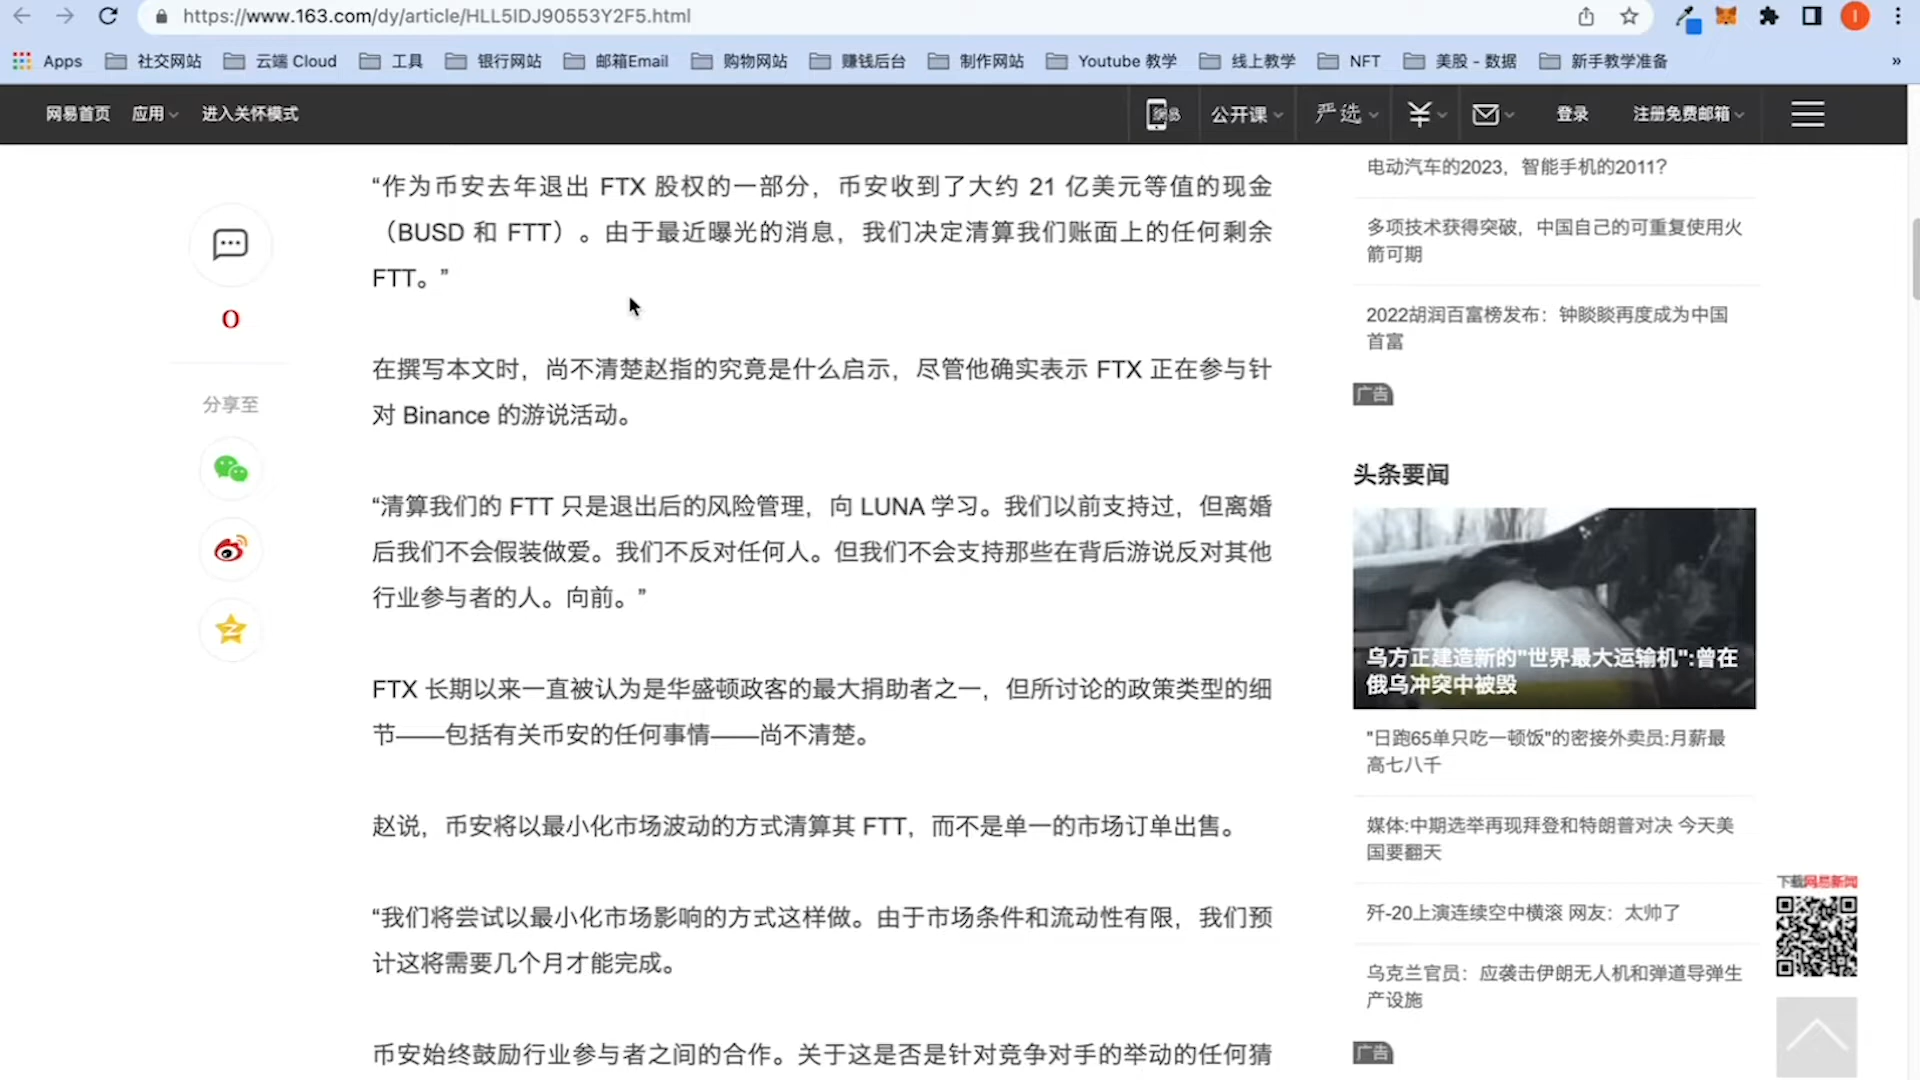 https://www.163.com/dy/article/HLL5IDJ90553Y2F5.html
I
Apps 社交网站 云端 Cloud 工具 银行网站 邮箱Email 购物网站 赚钱后台 制作网站 Youtube 教学 线上教学 NFT 美股 - 数据 新手教学准备 »
网易首页 应用 进入关怀模式 公开课 严选 登录 注册免费邮箱
“作为币安去年退出 FTX 股权的一部分，币安收到了大约 21 亿美元等值的现金
（BUSD 和 FTT）。由于最近曝光的消息，我们决定清算我们账面上的任何剩余
FTT。”
在撰写本文时，尚不清楚赵指的究竟是什么启示，尽管他确实表示 FTX 正在参与针
对 Binance 的游说活动。
“清算我们的 FTT 只是退出后的风险管理，向 LUNA 学习。我们以前支持过，但离婚
后我们不会假装做爱。我们不反对任何人。但我们不会支持那些在背后游说反对其他
行业参与者的人。向前。”
FTX 长期以来一直被认为是华盛顿政客的最大捐助者之一，但所讨论的政策类型的细
节——包括有关币安的任何事情——尚不清楚。
赵说，币安将以最小化市场波动的方式清算其 FTT，而不是单一的市场订单出售。
“我们将尝试以最小化市场影响的方式这样做。由于市场条件和流动性有限，我们预
计这将需要几个月才能完成。
币安始终鼓励行业参与者之间的合作。关于这是否是针对竞争对手的举动的任何猜
0
分享至
电动汽车的2023，智能手机的2011？
多项技术获得突破，中国自己的可重复使用火
箭可期
2022胡润百富榜发布：钟睒睒再度成为中国
首富
广告
头条要闻
乌方正建造新的"世界最大运输机":曾在
俄乌冲突中被毁
"日跑65单只吃一顿饭"的密接外卖员:月薪最
高七八千
媒体:中期选举再现拜登和特朗普对决 今天美
国要翻天
歼-20上演连续空中横滚 网友：太帅了
乌克兰官员：应袭击伊朗无人机和弹道导弹生
产设施
广告
下载网易新闻